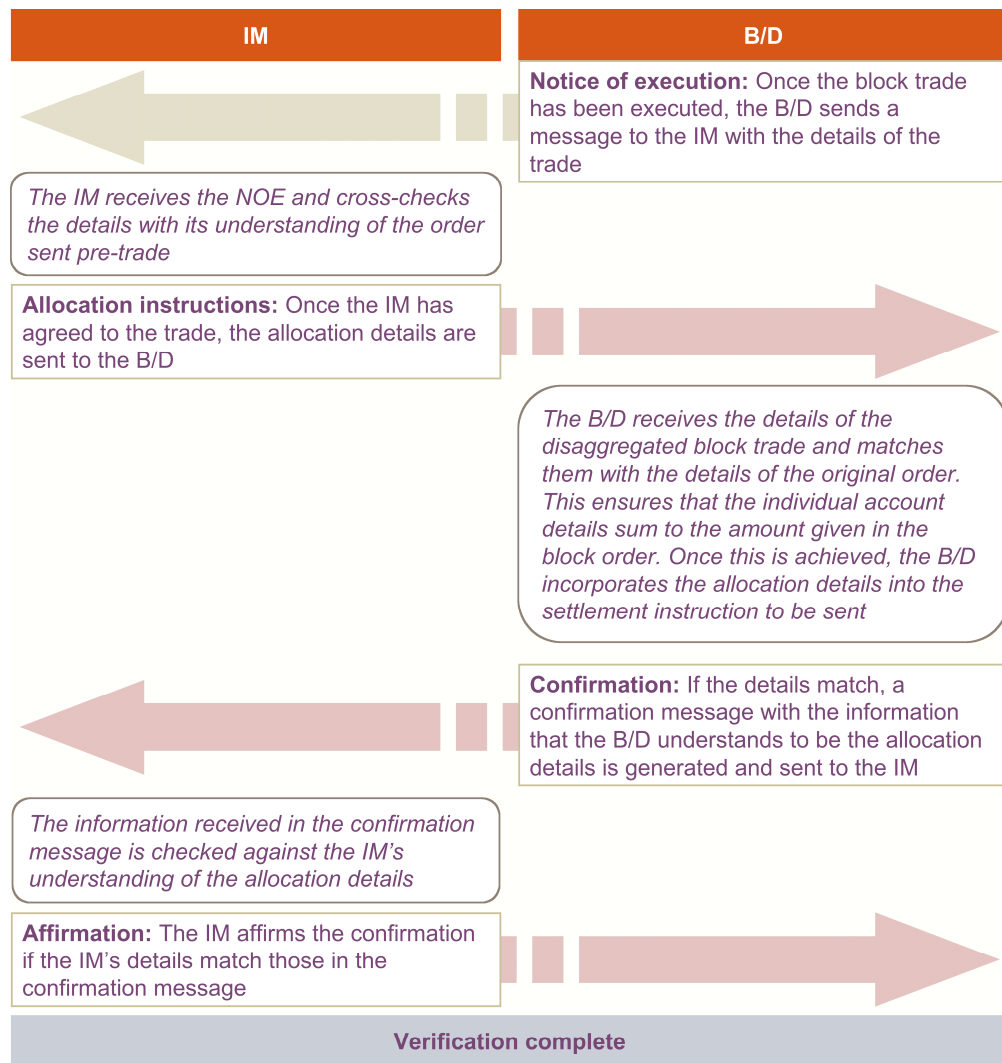 IM
B/D
Notice of execution: Once the block trade
has been executed, the B/D sends a
message to the IM with the details of the
trade
The IM receives the NOE and cross-checks
the details with its understanding of the order
sent pre-trade
Allocation instructions: Once the IM has
agreed to the trade, the allocation details are
sent to the B/D
The B/D receives the details of the
disaggregated block trade and matches
them with the details of the original order.
This ensures that the individual account
details sum to the amount given in the
block order. Once this is achieved, the B/D
incorporates the allocation details into the
settlement instruction to be sent
Confirmation: If the details match, a
confirmation message with the information
that the B/D understands to be the allocation
details is generated and sent to the IM
The information received in the confirmation
message is checked against the IM’s
understanding of the allocation details
Affirmation: The IM affirms the confirmation
if the IM’s details match those in the
confirmation message
Verification complete